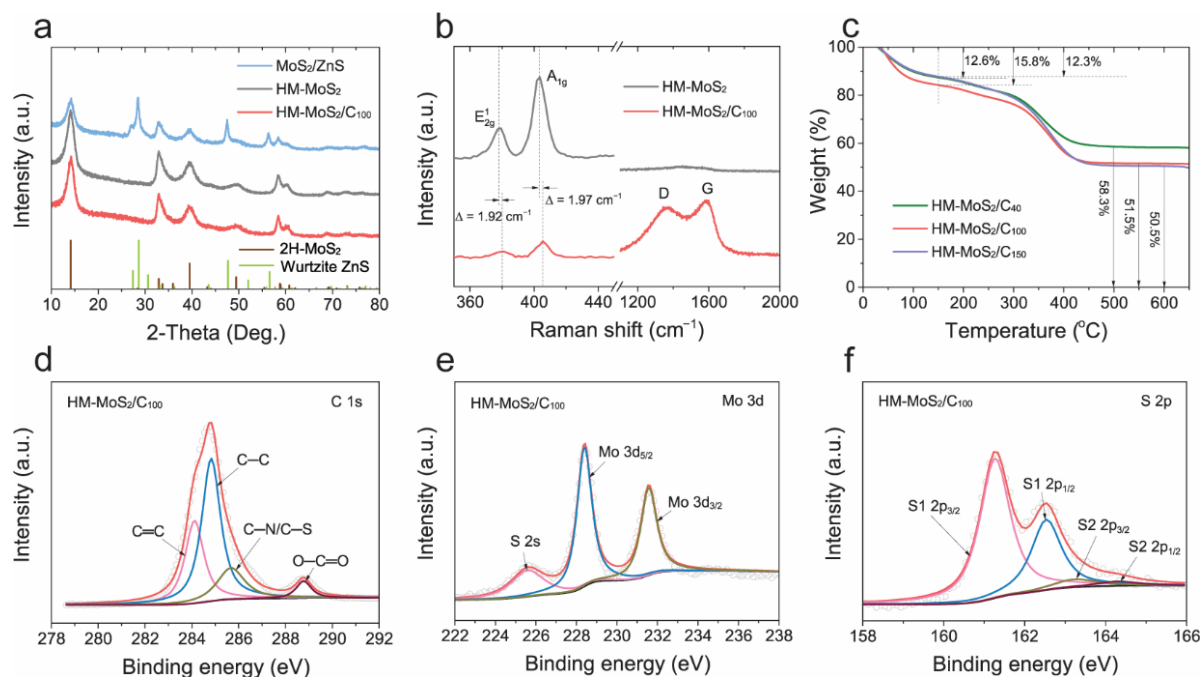 a
Intensity (a.u.)
MoS₂/ZnS
HM-MoS₂
HM-MoS₂/C₁₀₀
2H-MoS₂
Wurtzite ZnS
10 20 30 40 50 60 70 80
2-Theta (Deg.)
b
Intensity (a.u.)
HM-MoS₂
HM-MoS₂/C₁₀₀
A₁g
E¹₂g
Δ = 1.92 cm⁻¹
Δ = 1.97 cm⁻¹
D
G
400 1200 1600 2000
Raman shift (cm⁻¹)
c
Weight (%)
100
80
60
40
20
0
12.6%
15.8%
12.3%
58.3%
51.5%
50.5%
HM-MoS₂/C₄₀
HM-MoS₂/C₁₀₀
HM-MoS₂/C₁₅₀
0 100 200 300 400 500 600
Temperature (°C)
d
Intensity (a.u.)
HM-MoS₂/C₁₀₀
C 1s
C–C
C=C
C–N/C–S
O–C=O
278 280 282 284 286 288 290 292
Binding energy (eV)
e
Intensity (a.u.)
HM-MoS₂/C₁₀₀
Mo 3d
Mo 3d₅/₂
Mo 3d₃/₂
S 2s
222 224 226 228 230 232 234 236 238
Binding energy (eV)
f
Intensity (a.u.)
HM-MoS₂/C₁₀₀
S 2p
S1 2p₃/₂
S1 2p₁/₂
S2 2p₃/₂
S2 2p₁/₂
158 160 162 164 166
Binding energy (eV)